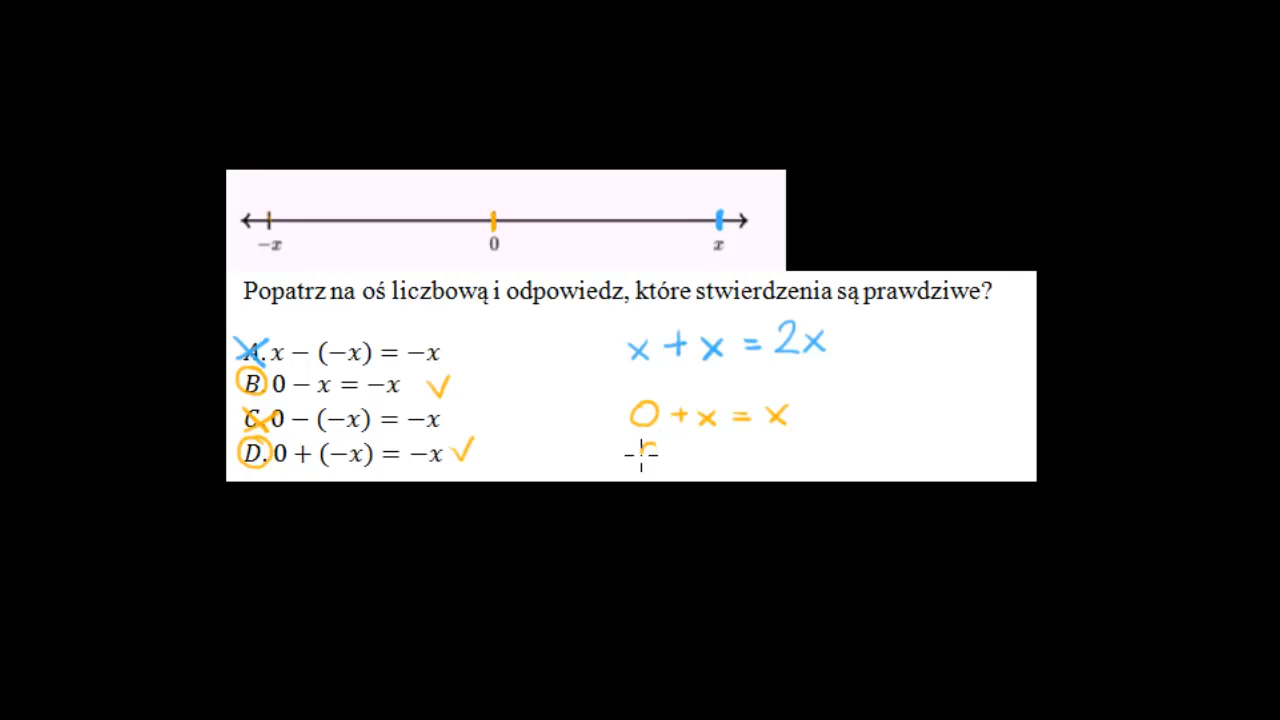 −x 0 x
Popatrz na oś liczbową i odpowiedz, które stwierdzenia są prawdziwe?
A. x − (−x) = −x x + x = 2x
B. 0 − x = −x ✓
C. 0 − (−x) = −x 0 + x = x
D. 0 + (−x) = −x ✓